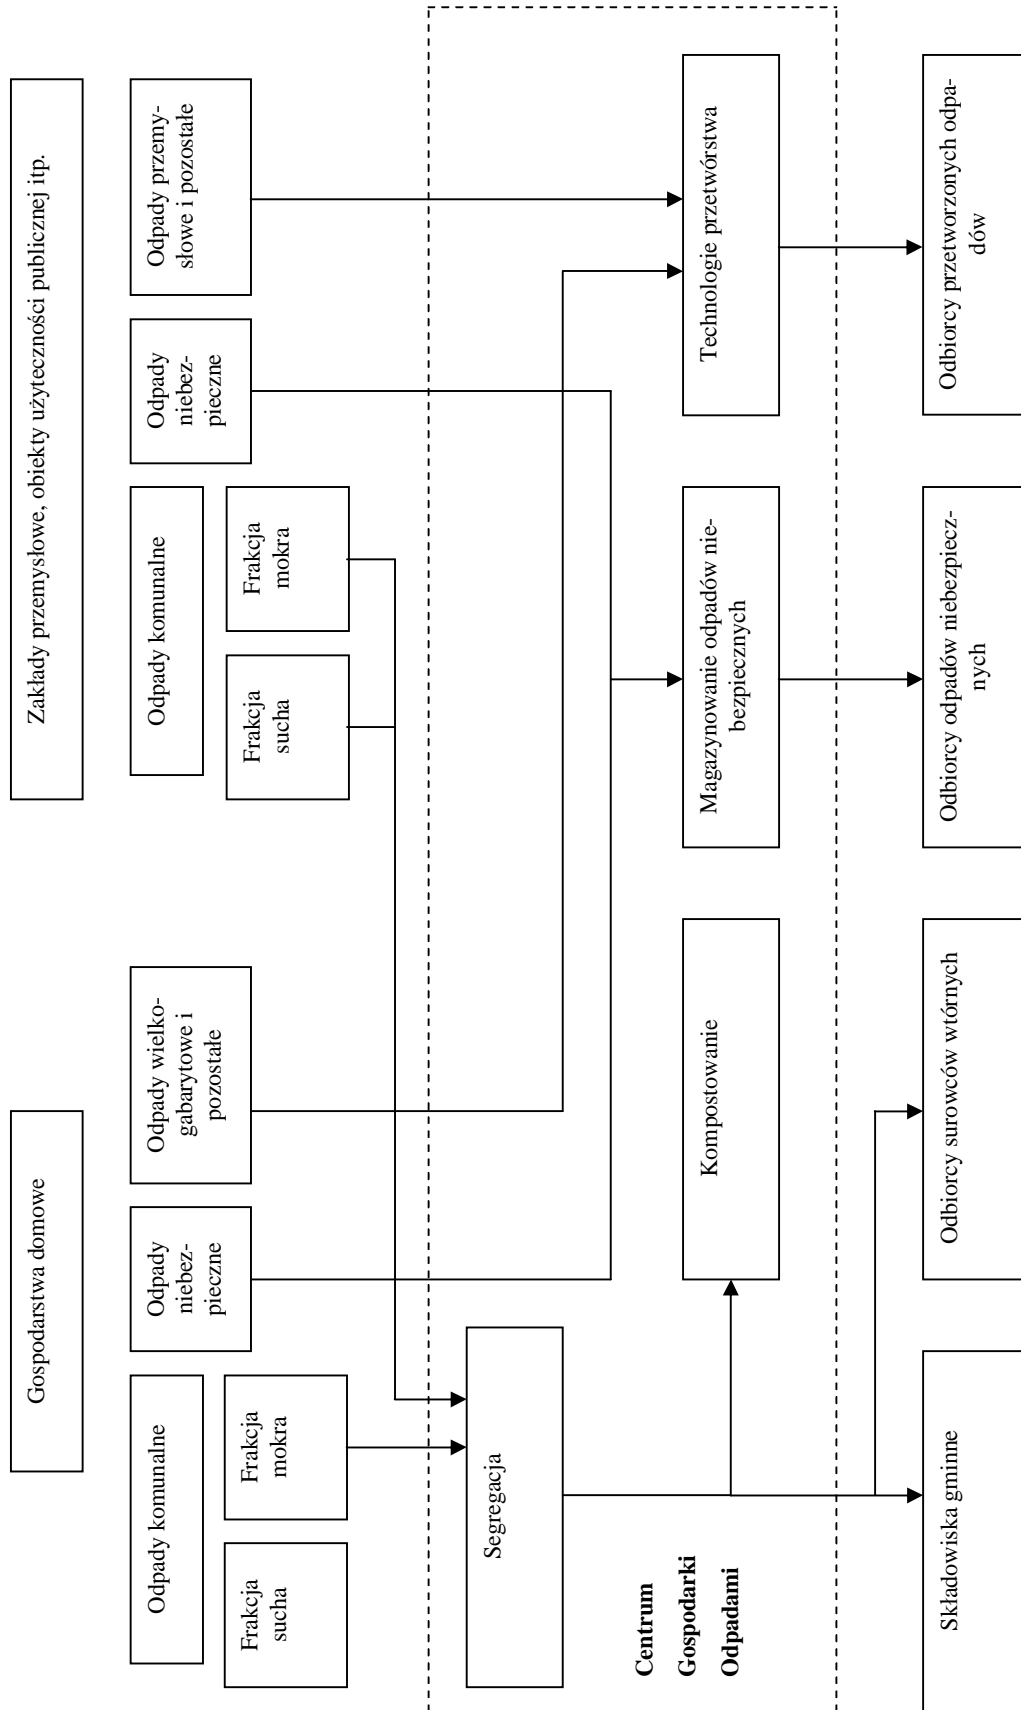 Gospodarstwa domowe
Zakłady przemysłowe, obiekty użyteczności publicznej itp.
Odpady komunalne
Odpady
niebez-
pieczne
Odpady wielko-
gabarytowe i
pozostałe
Odpady komunalne
Odpady
niebez-
pieczne
Odpady przemy-
słowe i pozostałe
Frakcja
sucha
Frakcja
mokra
Frakcja
sucha
Frakcja
mokra
Segregacja
Centrum
Gospodarki
Odpadami
Kompostowanie
Magazynowanie odpadów nie-
bezpiecznych
Technologie przetwórstwa
Składowiska gminne
Odbiorcy surowców wtórnych
Odbiorcy odpadów niebezpiecz-
nych
Odbiorcy przetworzonych odpa-
dów